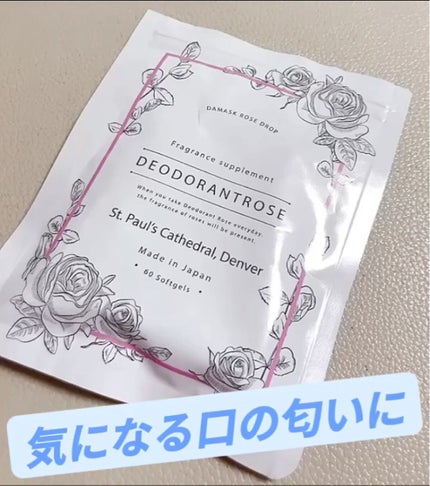 DAMASK ROSE DROP
Fragrance supplement
DEODORANTROSE
When you take Deodorant Rose everyday,
the fragrance of roses will be present.
St. Paul's Cathedral, Denver
Made in Japan
• 60 Softgels •
気になる口の匂いに